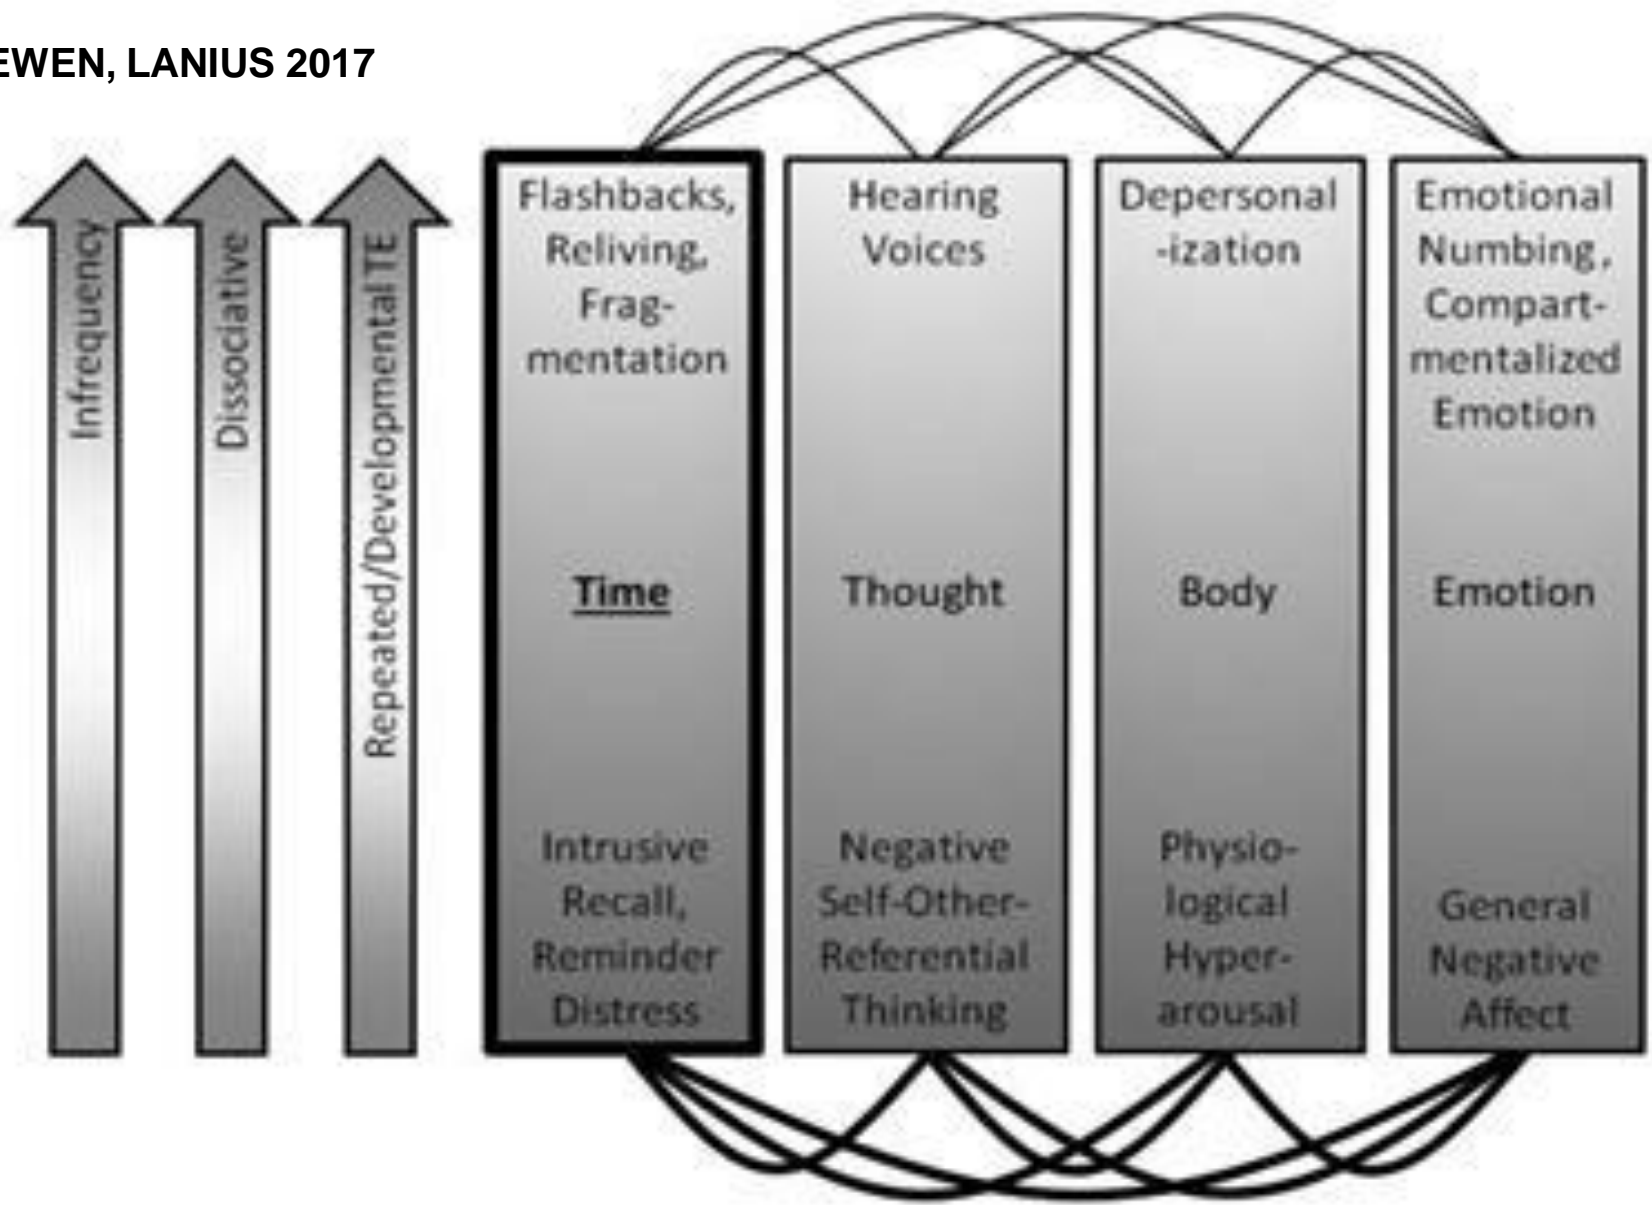 EWEN, LANIUS 2017
Infrequency
Dissociative
Repeated/Developmental TE
Flashbacks,
Reliving,
Frag-
mentation
Time
Intrusive
Recall,
Reminder
Distress
Hearing
Voices
Thought
Negative
Self-Other-
Referential
Thinking
Depersonal
-ization
Body
Physio-
logical
Hyper-
arousal
Emotional
Numbing,
Compart-
mentalized
Emotion
Emotion
General
Negative
Affect